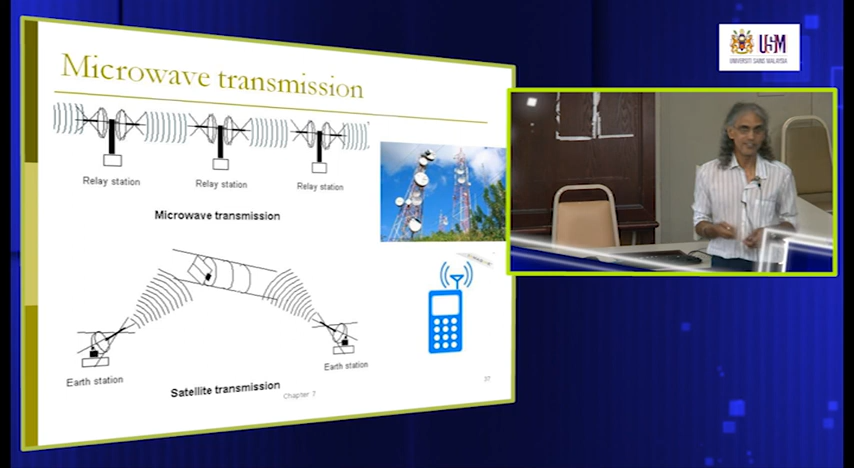 Microwave transmission
Relay station
Relay station
Relay station
Microwave transmission
Earth station
Earth station
Satellite transmission
Chapter 7
37
USM
UNIVERSITI SAINS MALAYSIA